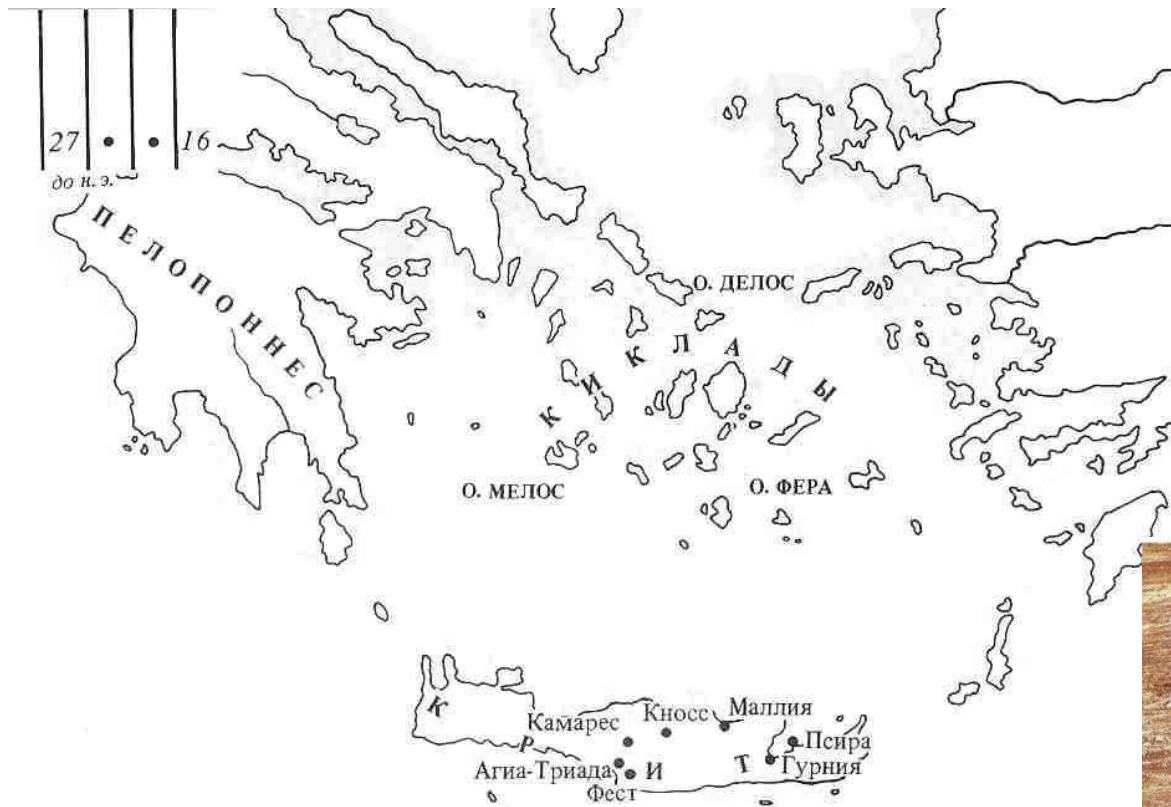 27 16
до н. э.
ПЕЛОПОННЕС
О. ДЕЛОС
КИКЛАДЫ
О. МЕЛОС
О. ФЕРА
КРИТ
Камарес
Кносс
Маллия
Псира
Агиа-Триада
Гурния
Фест